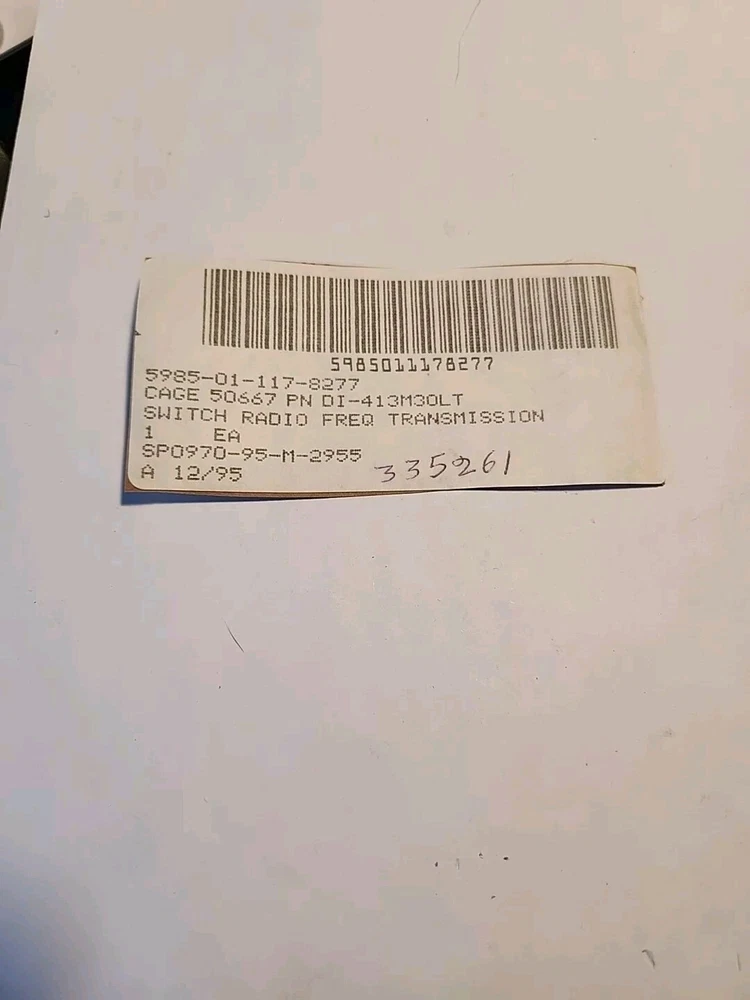 5985011178277
5985-01-117-8277
CAGE 50667 PN DI-413M30LT
SWITCH RADIO FREQ TRANSMISSION
1 EA
SP0970-95-M-2955
A 12/95 335261